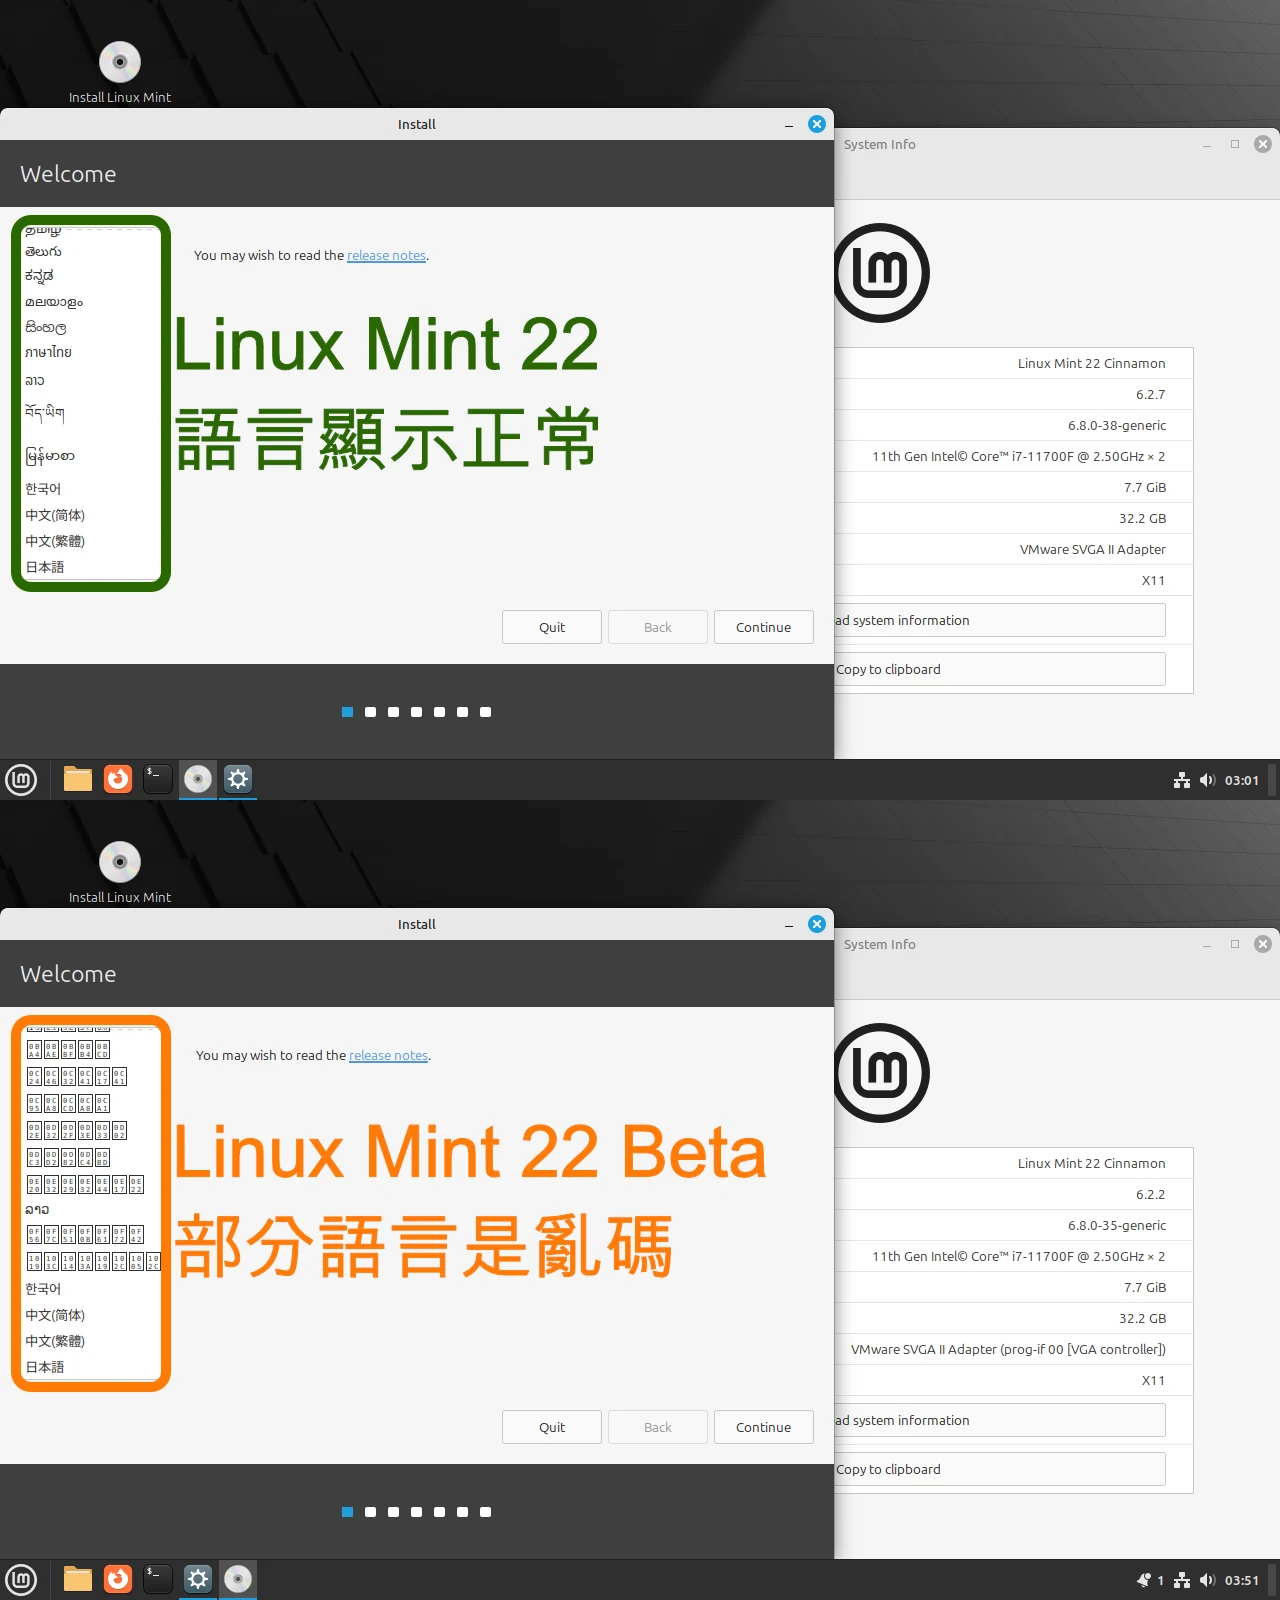 Install Linux Mint
Install
System Info
Welcome
தமிழ்
తెలుగు
ಕನ್ನಡ
മലയാളം
සිංහල
ภาษาไทย
ລາວ
བོད་ཡིག
မြန်မာစာ
한국어
中文(简体)
中文(繁體)
日本語
You may wish to read the release notes.
Linux Mint 22
語言顯示正常
Linux Mint 22 Cinnamon
6.2.7
6.8.0-38-generic
11th Gen Intel© Core™ i7-11700F @ 2.50GHz × 2
7.7 GiB
32.2 GB
VMware SVGA II Adapter
X11
ad system information
Copy to clipboard
Quit
Back
Continue
03:01
Install Linux Mint
Install
System Info
Welcome
ລາວ
한국어
中文(简体)
中文(繁體)
日本語
You may wish to read the release notes.
Linux Mint 22 Beta
部分語言是亂碼
Linux Mint 22 Cinnamon
6.2.2
6.8.0-35-generic
11th Gen Intel© Core™ i7-11700F @ 2.50GHz × 2
7.7 GiB
32.2 GB
VMware SVGA II Adapter (prog-if 00 [VGA controller])
X11
ad system information
Copy to clipboard
Quit
Back
Continue
1
03:51